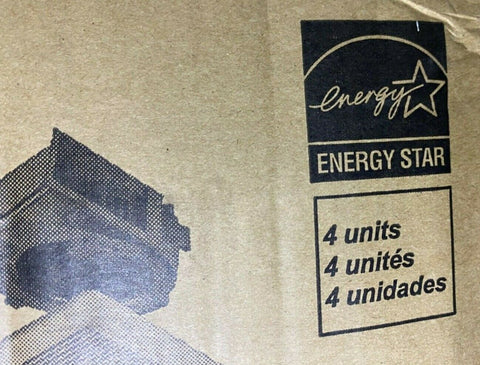 energy
ENERGY STAR
4 units
4 unités
4 unidades